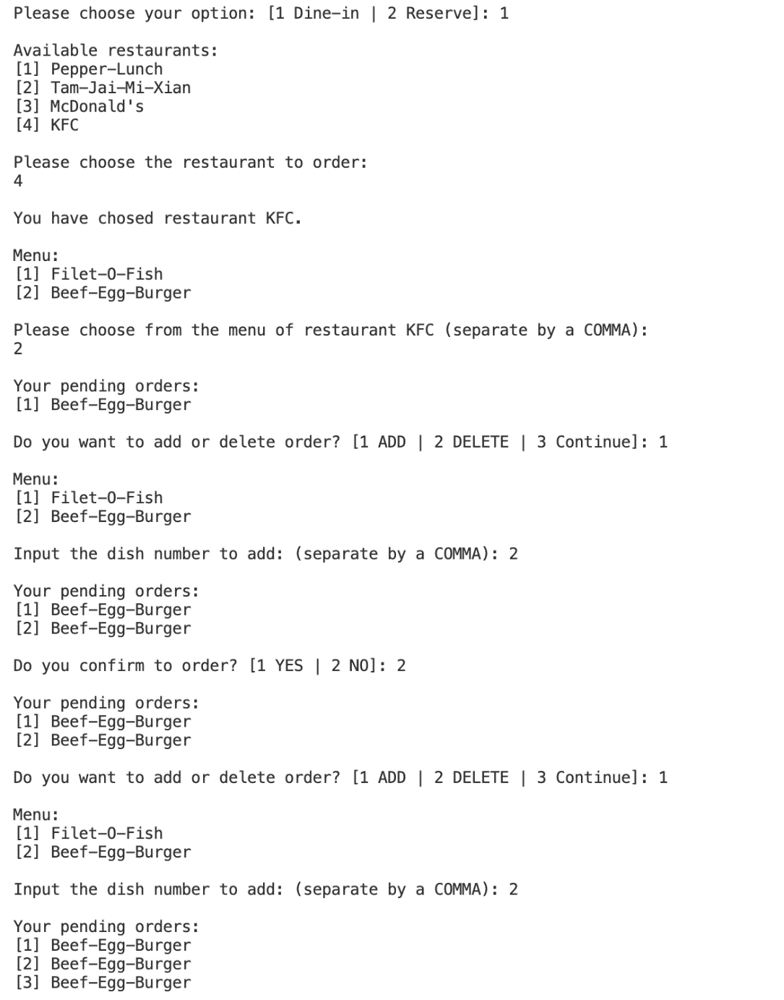 Please choose your option: [1 Dine-in | 2 Reserve]: 1
Available restaurants:
[1] Pepper-Lunch
[2] Tam-Jai-Mi-Xian
[3] McDonald's
[4] KFC
Please choose the restaurant to order:
4
You have chosed restaurant KFC.
Menu:
[1] Filet-O-Fish
[2] Beef-Egg-Burger
Please choose from the menu of restaurant KFC (separate by a COMMA):
2
Your pending orders:
[1] Beef-Egg-Burger
Do you want to add or delete order? [1 ADD | 2 DELETE | 3 Continue]: 1
Menu:
[1] Filet-O-Fish
[2] Beef-Egg-Burger
Input the dish number to add: (separate by a COMMA): 2
Your pending orders:
[1] Beef-Egg-Burger
[2] Beef-Egg-Burger
Do you confirm to order? [1 YES | 2 NO]: 2
Your pending orders:
[1] Beef-Egg-Burger
[2] Beef-Egg-Burger
Do you want to add or delete order? [1 ADD | 2 DELETE | 3 Continue]: 1
Menu:
[1] Filet-O-Fish
[2] Beef-Egg-Burger
Input the dish number to add: (separate by a COMMA): 2
Your pending orders:
[1] Beef-Egg-Burger
[2] Beef-Egg-Burger
[3] Beef-Egg-Burger